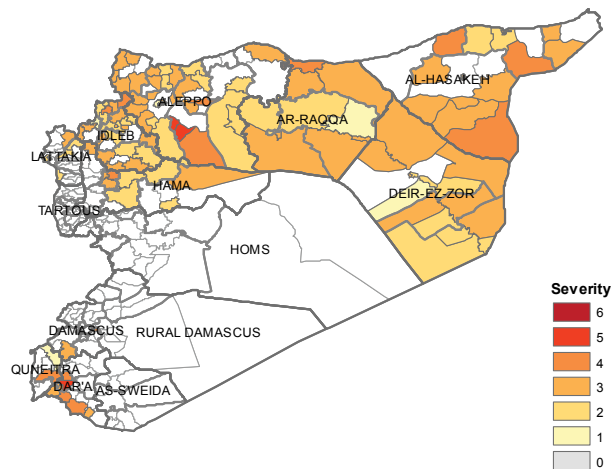 AL-HASAKEH
ALEPPO
AR-RAQQA
IDLEB
LATTAKIA
HAMA
DEIR-EZ-ZOR
TARTOUS
HOMS
DAMASCUS
RURAL DAMASCUS
QUNEITRA
DAR'A
AS-SWEIDA
Severity
6
5
4
3
2
1
0